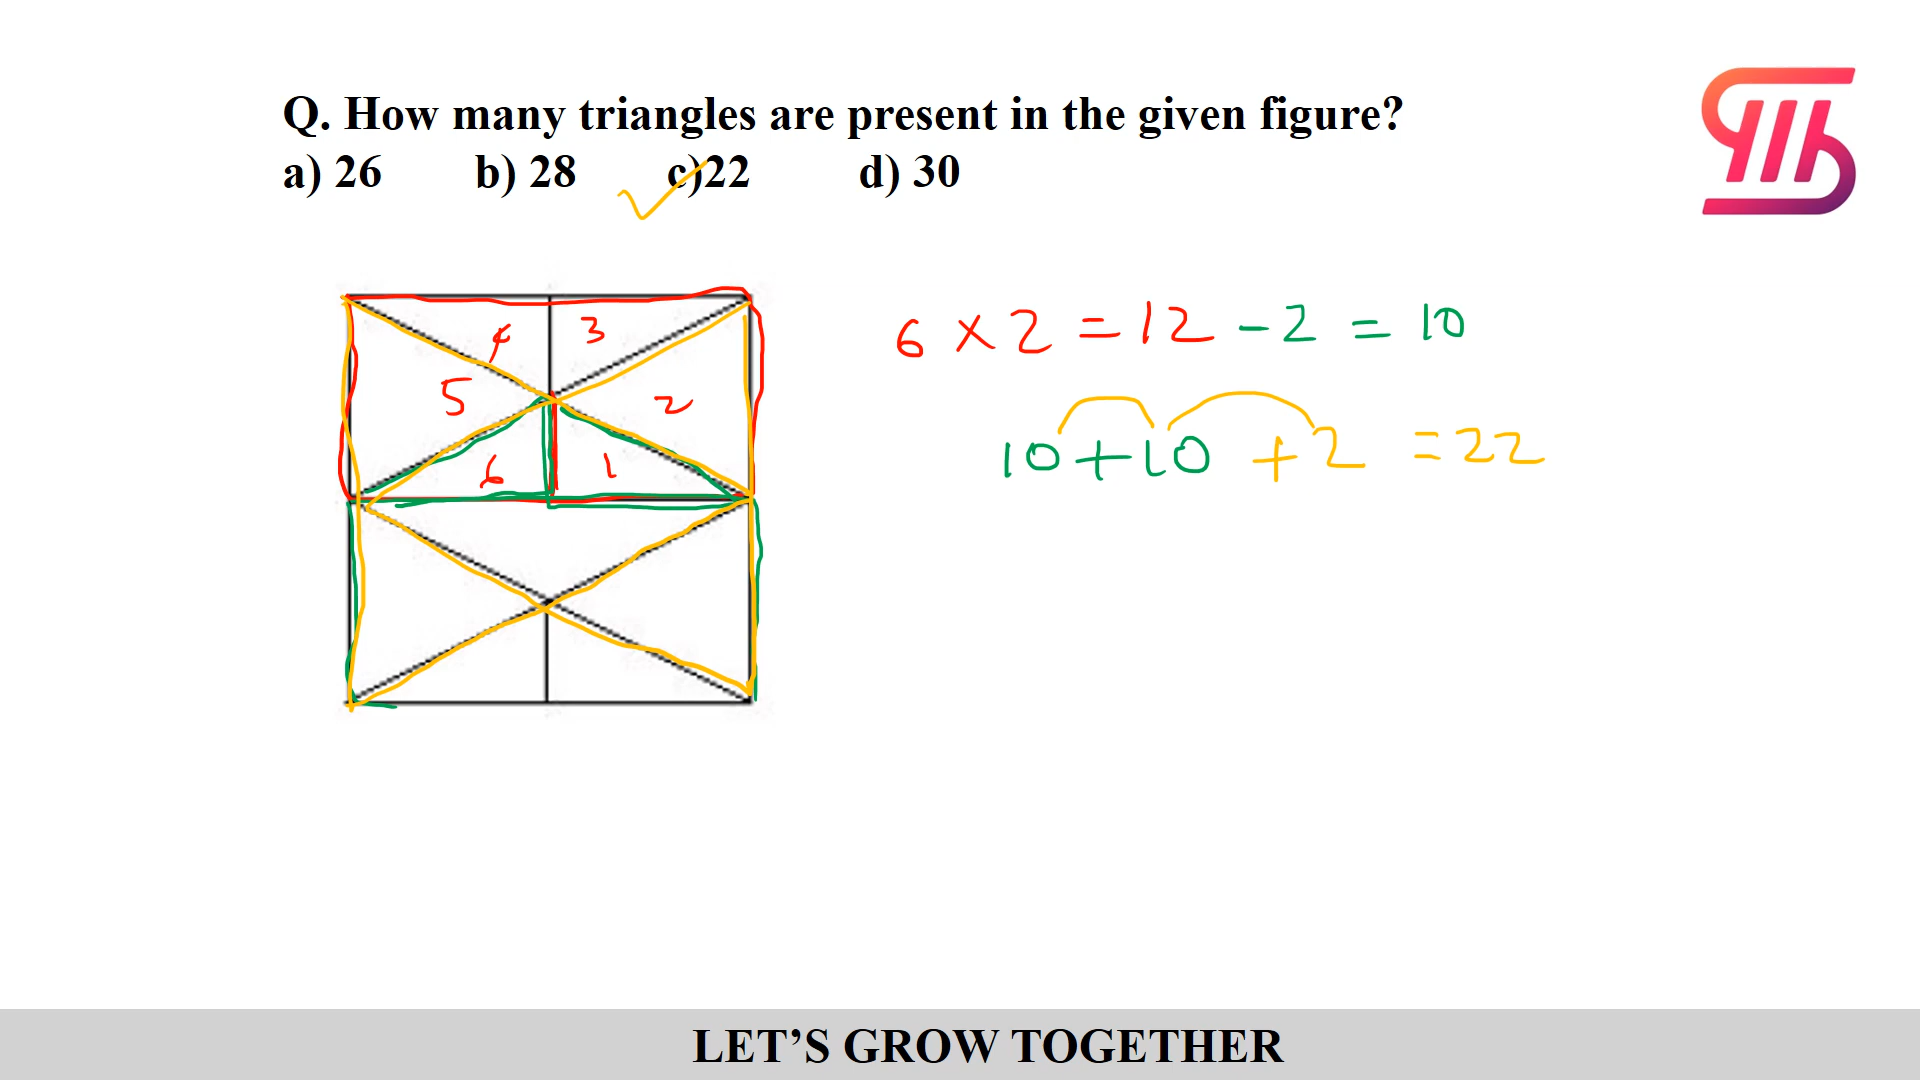 Q. How many triangles are present in the given figure?
a) 26 b) 28 c)22 d) 30
4 3
5 2
6 1
6 × 2 = 12 - 2 = 10
10 + 10 + 2 = 22
LET’S GROW TOGETHER